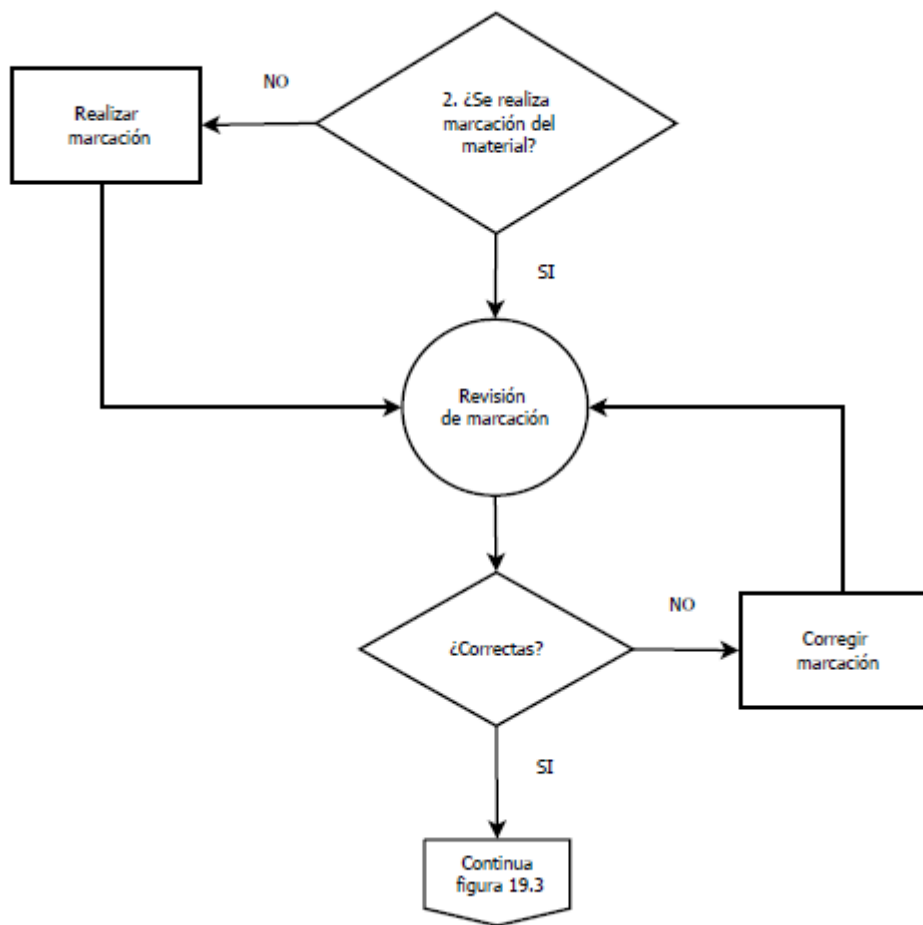 2. ¿Se realiza
marcación del
material?
NO
Realizar
marcación
SI
Revisión
de marcación
¿Correctas?
NO
Corregir
marcación
SI
Continua
figura 19.3